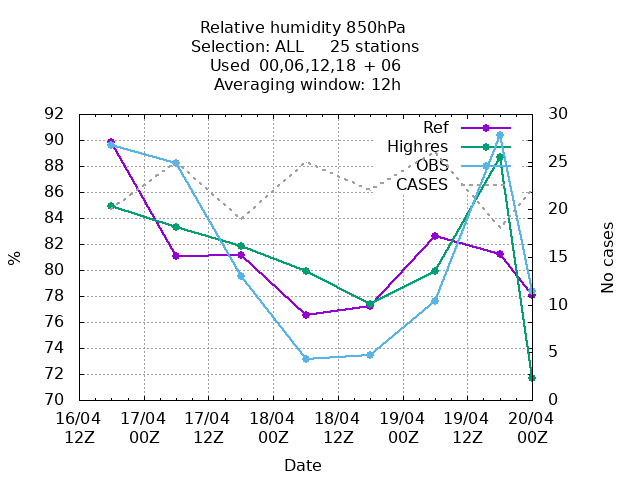 Relative humidity 850hPa
Selection: ALL 25 stations
Used 00,06,12,18 + 06
Averaging window: 12h
92
90
88
86
84
82
80
78
76
74
72
70
%
30
25
20
15
10
5
0
No cases
Ref
Highres
OBS
CASES
16/04 17/04 17/04 18/04 18/04 19/04 19/04 20/04
12Z 00Z 12Z 00Z 12Z 00Z 12Z 00Z
Date